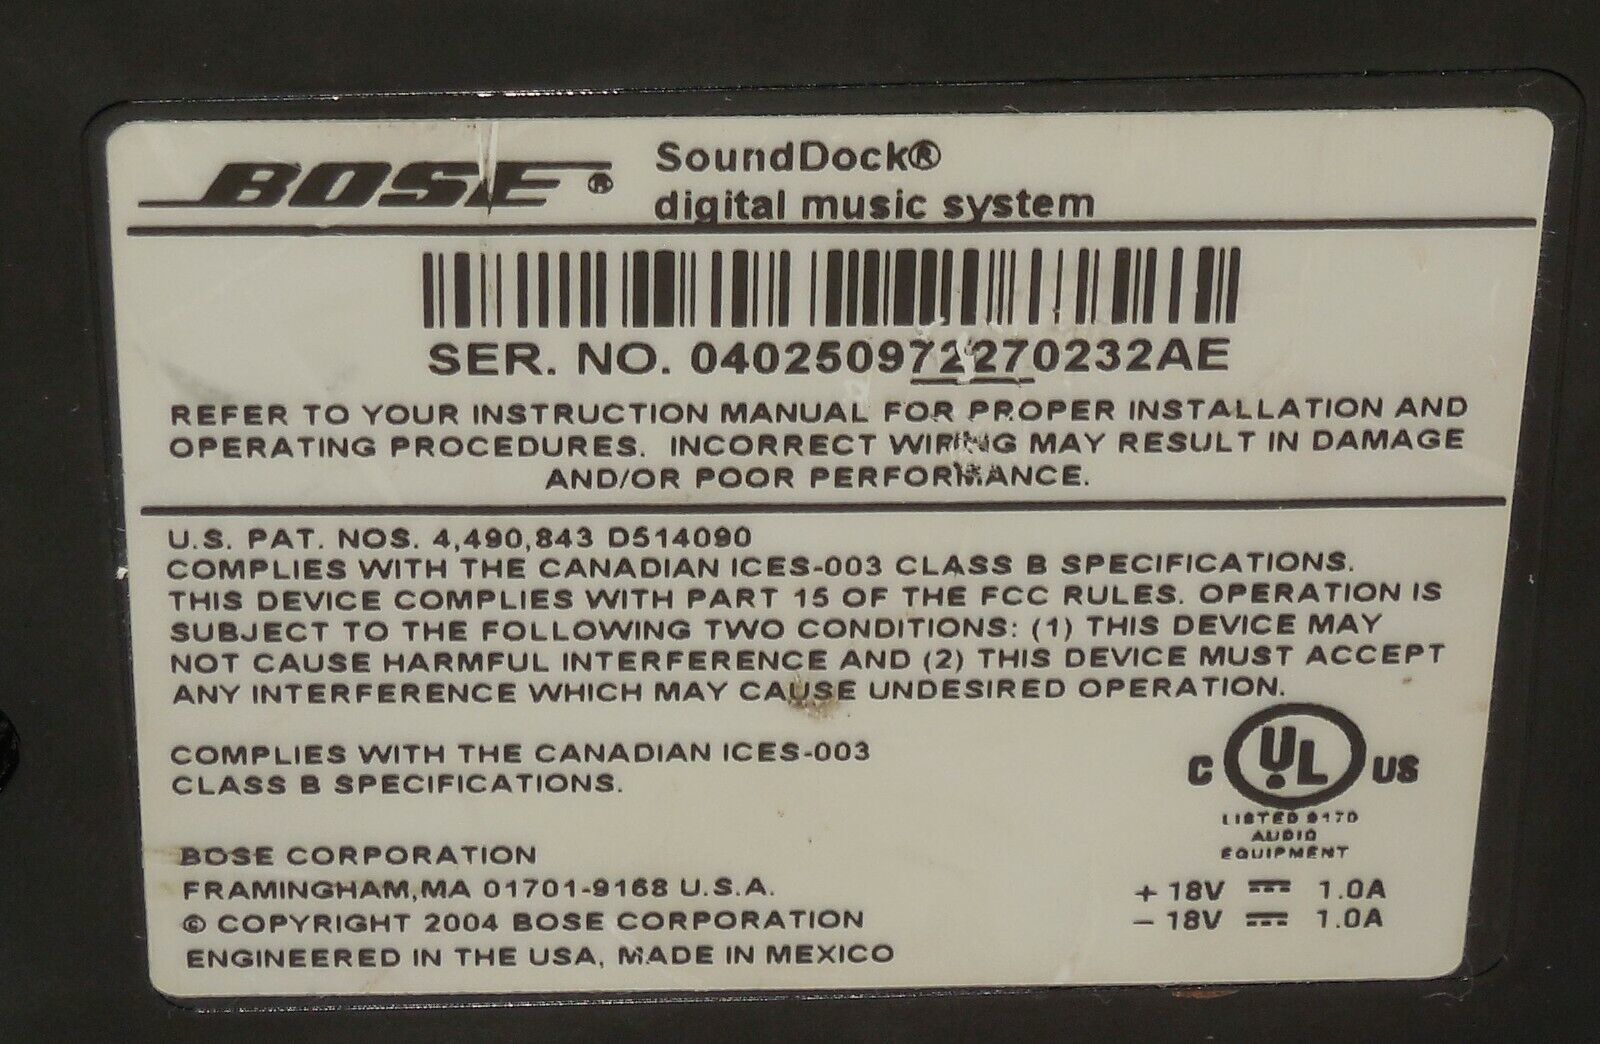 BOSE®
SoundDock®
digital music system
SER. NO. 040250972270232AE
REFER TO YOUR INSTRUCTION MANUAL FOR PROPER INSTALLATION AND
OPERATING PROCEDURES. INCORRECT WIRING MAY RESULT IN DAMAGE
AND/OR POOR PERFORMANCE.
U.S. PAT. NOS. 4,490,843 D514090
COMPLIES WITH THE CANADIAN ICES-003 CLASS B SPECIFICATIONS.
THIS DEVICE COMPLIES WITH PART 15 OF THE FCC RULES. OPERATION IS
SUBJECT TO THE FOLLOWING TWO CONDITIONS: (1) THIS DEVICE MAY
NOT CAUSE HARMFUL INTERFERENCE AND (2) THIS DEVICE MUST ACCEPT
ANY INTERFERENCE WHICH MAY CAUSE UNDESIRED OPERATION.
COMPLIES WITH THE CANADIAN ICES-003
CLASS B SPECIFICATIONS.
C UL US
LISTED 9170
AUDIO
EQUIPMENT
BOSE CORPORATION
FRAMINGHAM,MA 01701-9168 U.S.A.
© COPYRIGHT 2004 BOSE CORPORATION
ENGINEERED IN THE USA, MADE IN MEXICO
+ 18V ⎓ 1.0A
– 18V ⎓ 1.0A